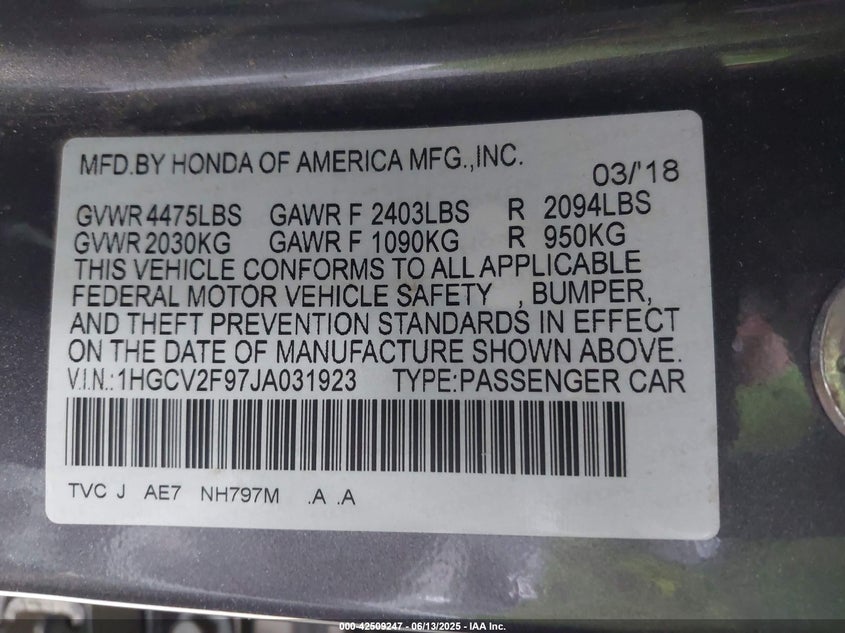 MFD.BY HONDA OF AMERICA MFG.,INC.
03/'18
GVWR 4475LBS GAWR F 2403LBS R 2094LBS
GVWR 2030KG GAWR F 1090KG R 950KG
THIS VEHICLE CONFORMS TO ALL APPLICABLE
FEDERAL MOTOR VEHICLE SAFETY , BUMPER,
AND THEFT PREVENTION STANDARDS IN EFFECT
ON THE DATE OF MANUFACTURE SHOWN ABOVE.
V.I.N.:1HGCV2F97JA031923 TYPE:PASSENGER CAR
TVC J AE7 NH797M .A .A
000-42509247 - 06/13/2025 - IAA Inc.